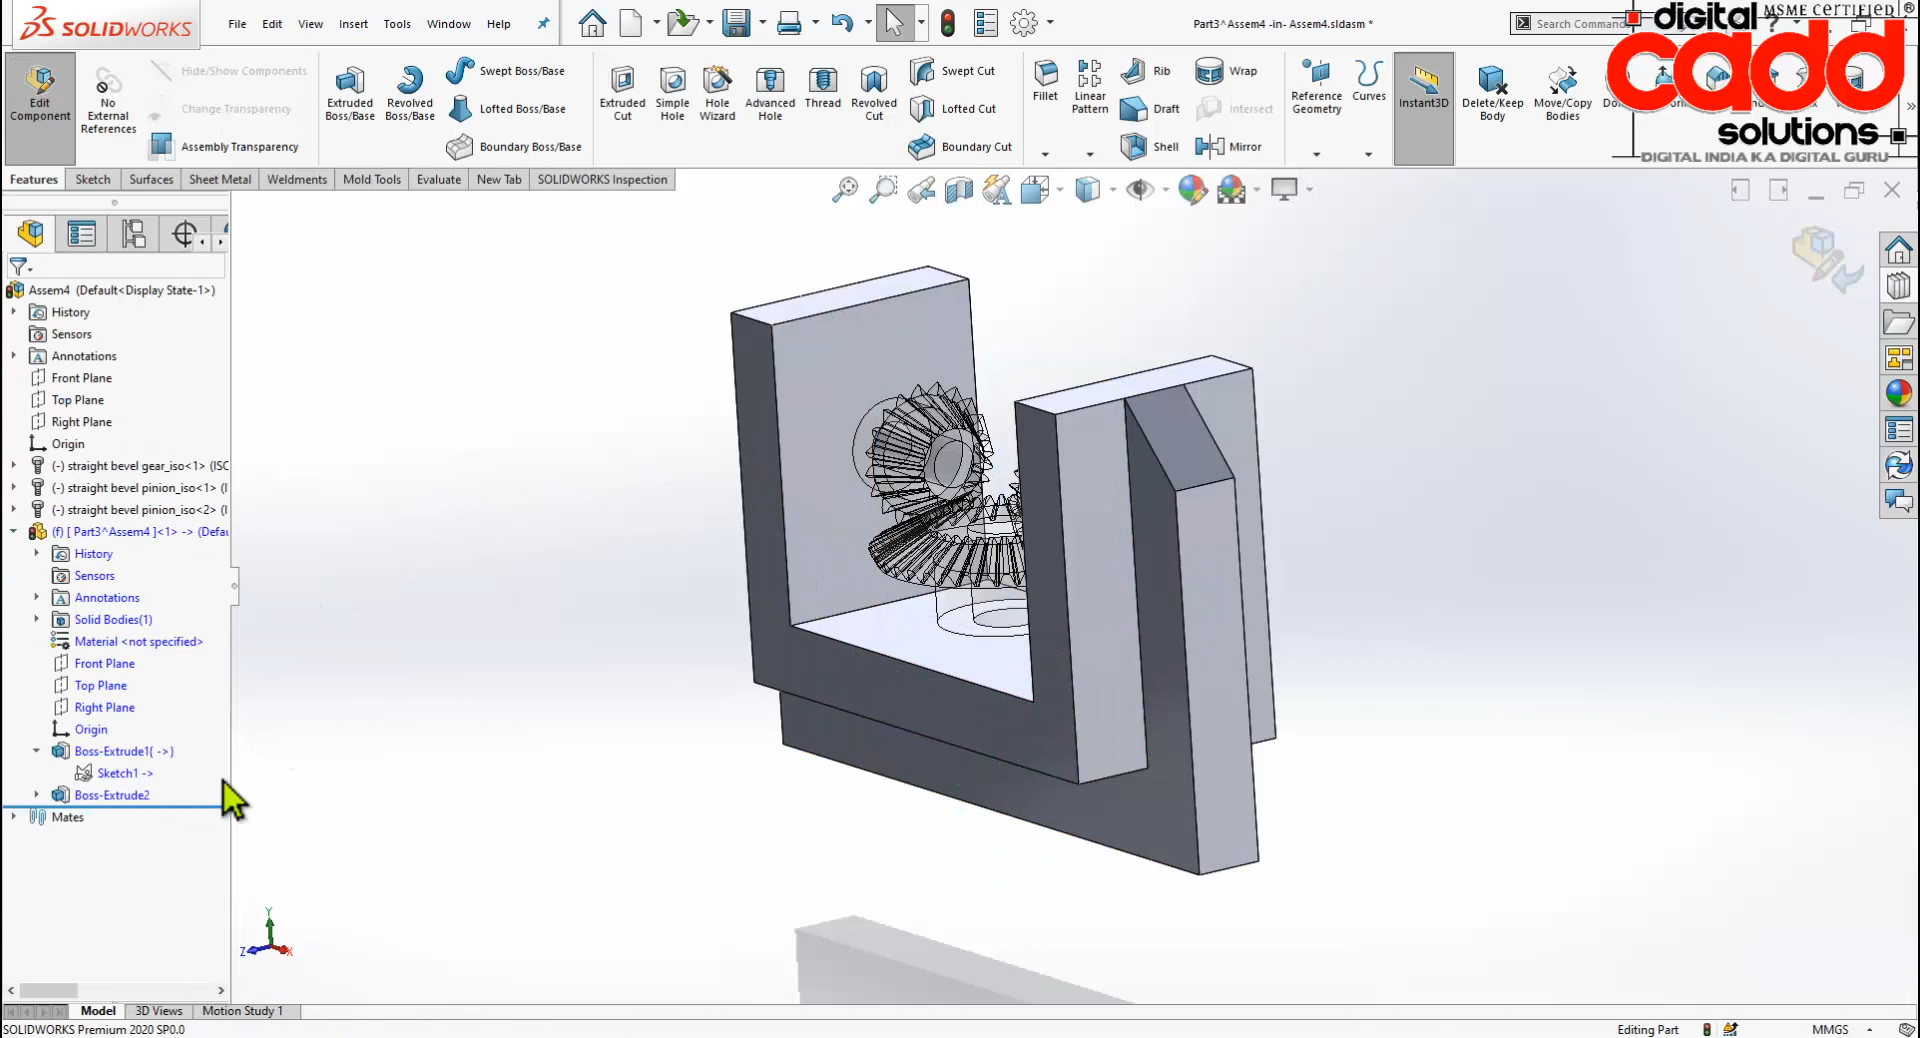 SOLIDWORKS
File Edit View Insert Tools Window Help
Part3^Assem4 -in- Assem4.sldasm *
Search Comman
digital
MSME CERTIFIED
®
cadd
solutions
DIGITAL INDIA KA DIGITAL GURU
Edit Component
No External References
Hide/Show Components
Change Transparency
Assembly Transparency
Extruded Boss/Base
Revolved Boss/Base
Swept Boss/Base
Lofted Boss/Base
Boundary Boss/Base
Extruded Cut
Simple Hole
Hole Wizard
Advanced Hole
Thread
Revolved Cut
Swept Cut
Lofted Cut
Boundary Cut
Fillet
Linear Pattern
Rib
Draft
Shell
Wrap
Intersect
Mirror
Reference Geometry
Curves
Instant3D
Delete/Keep Body
Move/Copy Bodies
Features Sketch Surfaces Sheet Metal Weldments Mold Tools Evaluate New Tab SOLIDWORKS Inspection
Assem4 (Default<Display State-1>)
History
Sensors
Annotations
Front Plane
Top Plane
Right Plane
Origin
(-) straight bevel gear_iso<1> (ISO
(-) straight bevel pinion_iso<1> (I
(-) straight bevel pinion_iso<2> (I
(f) [ Part3^Assem4 ]<1> -> (Defau
History
Sensors
Annotations
Solid Bodies(1)
Material <not specified>
Front Plane
Top Plane
Right Plane
Origin
Boss-Extrude1{ ->}
Sketch1 ->
Boss-Extrude2
Mates
Y
Z
X
Model 3D Views Motion Study 1
SOLIDWORKS Premium 2020 SP0.0
Editing Part
MMGS